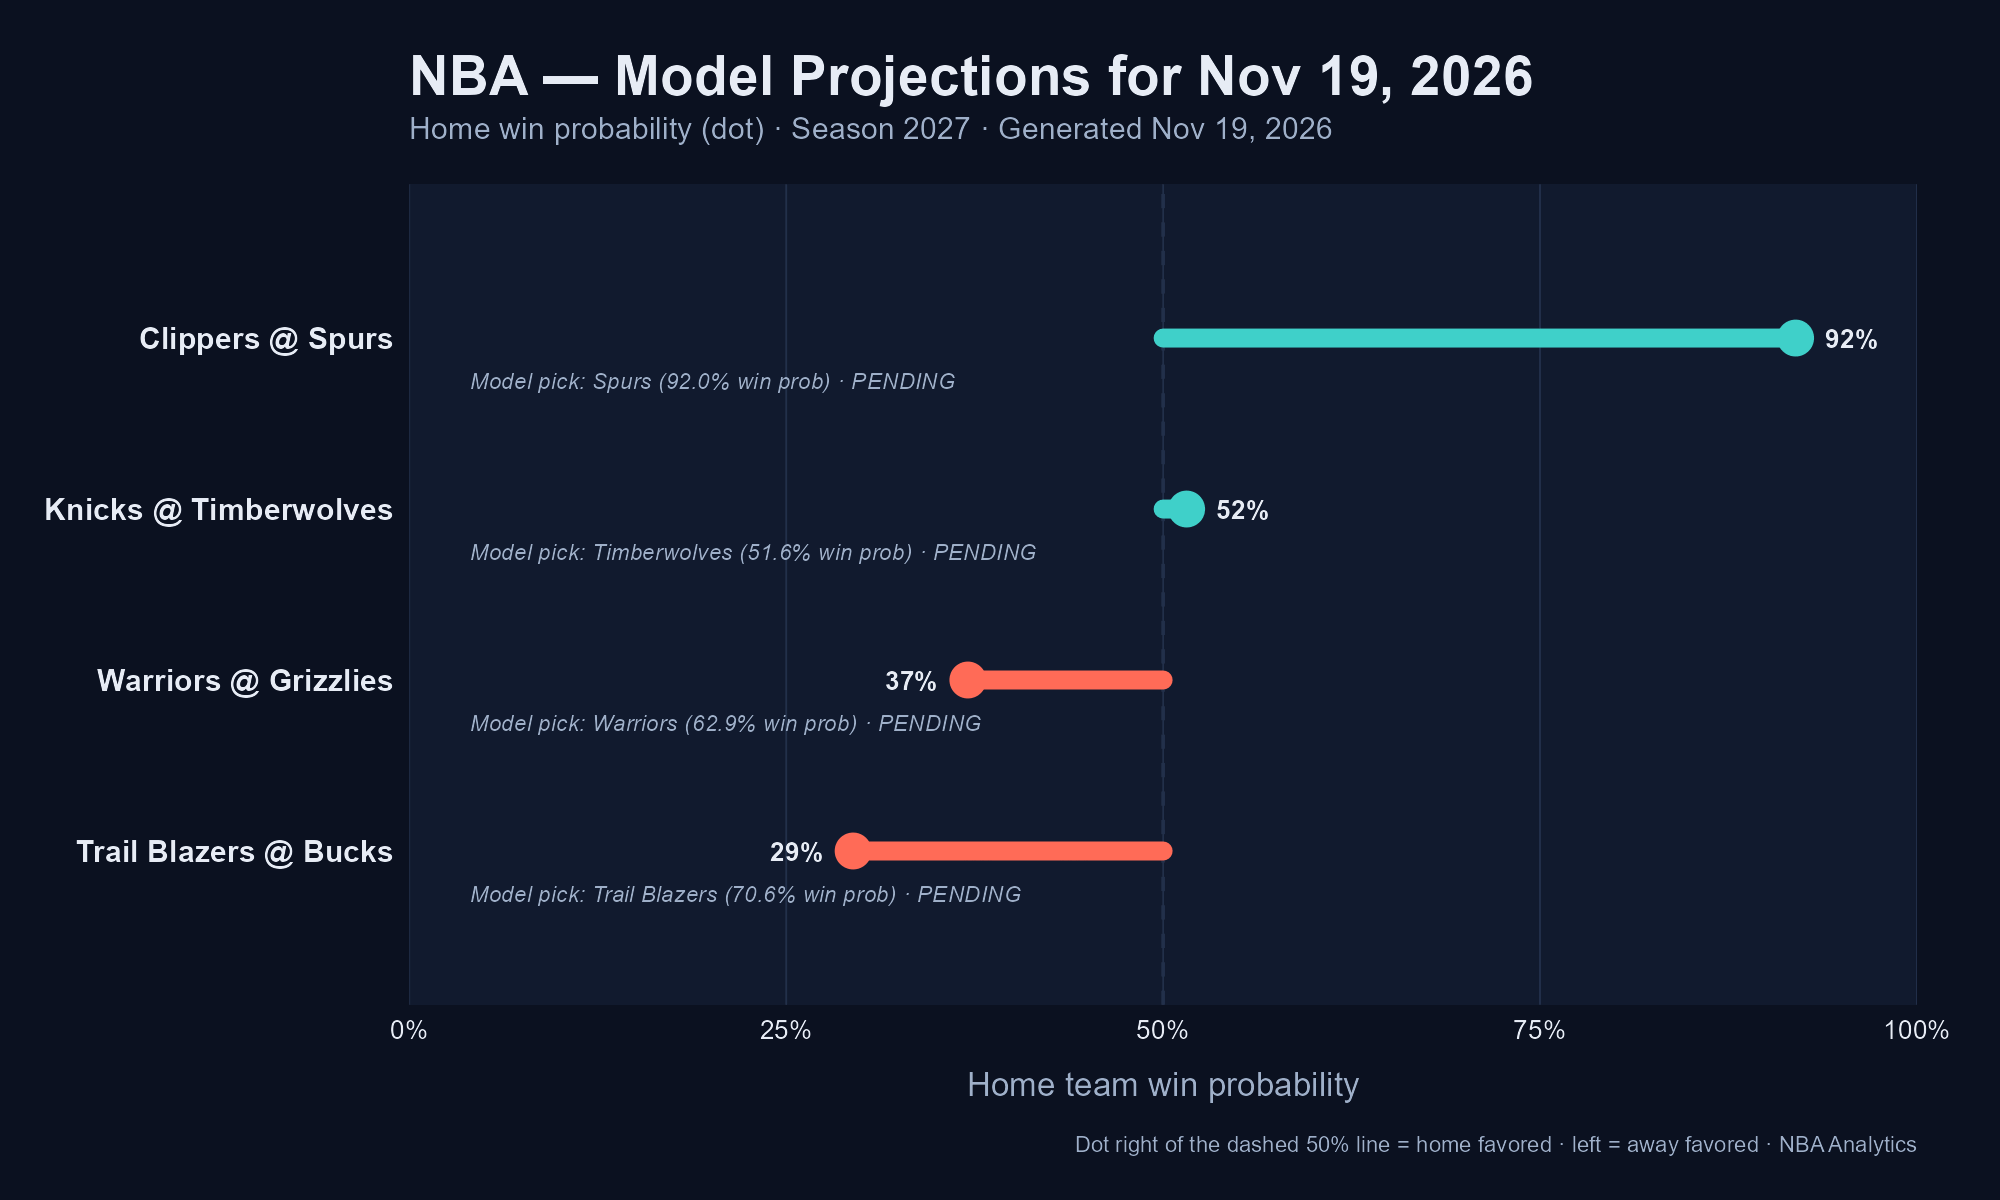 NBA — Model Projections for Nov 19, 2026
Home win probability (dot) · Season 2027 · Generated Nov 19, 2026
Clippers @ Spurs
92%
Model pick: Spurs (92.0% win prob) · PENDING
Knicks @ Timberwolves
52%
Model pick: Timberwolves (51.6% win prob) · PENDING
Warriors @ Grizzlies
37%
Model pick: Warriors (62.9% win prob) · PENDING
Trail Blazers @ Bucks
29%
Model pick: Trail Blazers (70.6% win prob) · PENDING
0% 25% 50% 75% 100%
Home team win probability
Dot right of the dashed 50% line = home favored · left = away favored · NBA Analytics